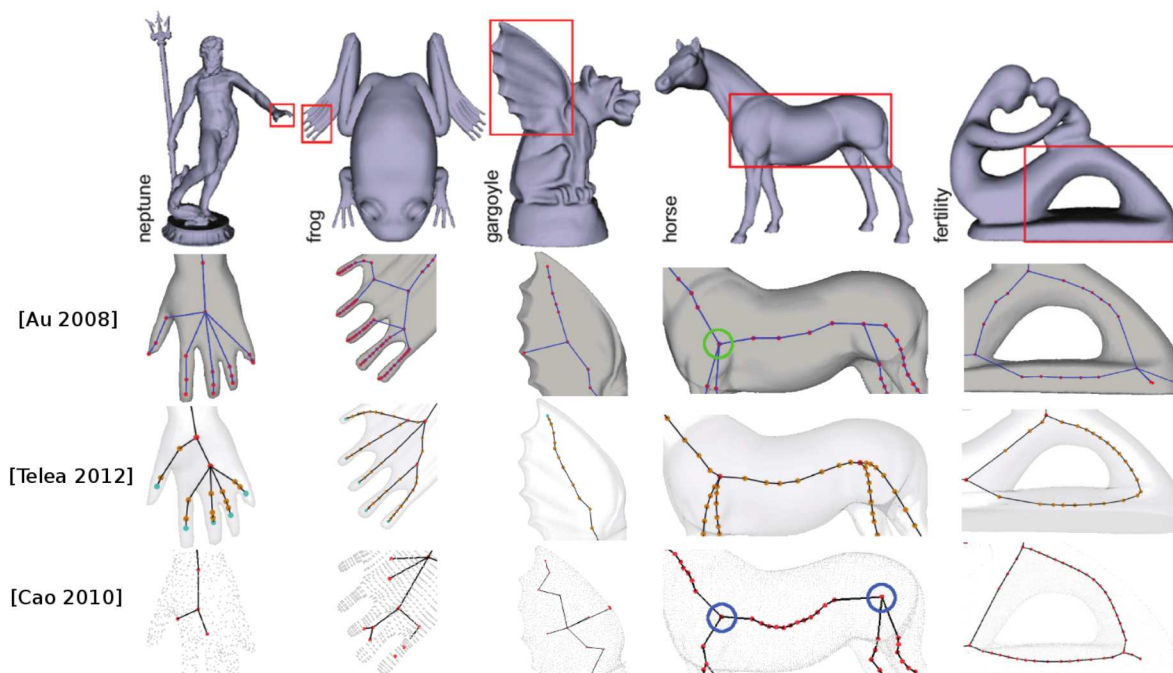 neptune
frog
gargoyle
horse
fertility
[Au 2008]
[Telea 2012]
[Cao 2010]